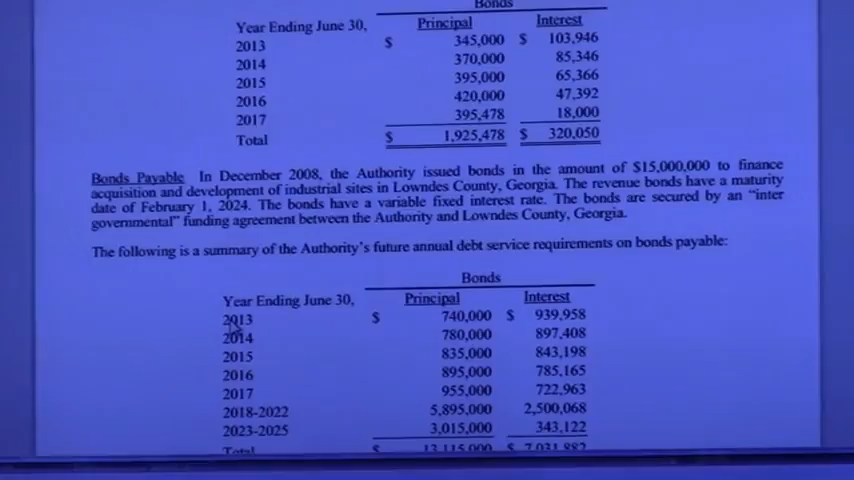 Bonds
Year Ending June 30, Principal Interest
2013 $ 345,000 $ 103,946
2014 370,000 85,346
2015 395,000 65,366
2016 420,000 47,392
2017 395,478 18,000
Total $ 1,925,478 $ 320,050
Bonds Payable In December 2008, the Authority issued bonds in the amount of $15,000,000 to finance
acquisition and development of industrial sites in Lowndes County, Georgia. The revenue bonds have a maturity
date of February 1, 2024. The bonds have a variable fixed interest rate. The bonds are secured by an “inter
governmental” funding agreement between the Authority and Lowndes County, Georgia.
The following is a summary of the Authority’s future annual debt service requirements on bonds payable:
Bonds
Year Ending June 30, Principal Interest
2013 $ 740,000 $ 939,958
2014 780,000 897,408
2015 835,000 843,198
2016 895,000 785,165
2017 955,000 722,963
2018-2022 5,895,000 2,500,068
2023-2025 3,015,000 343,122
Total $ 13,115,000 $ 7,031,882